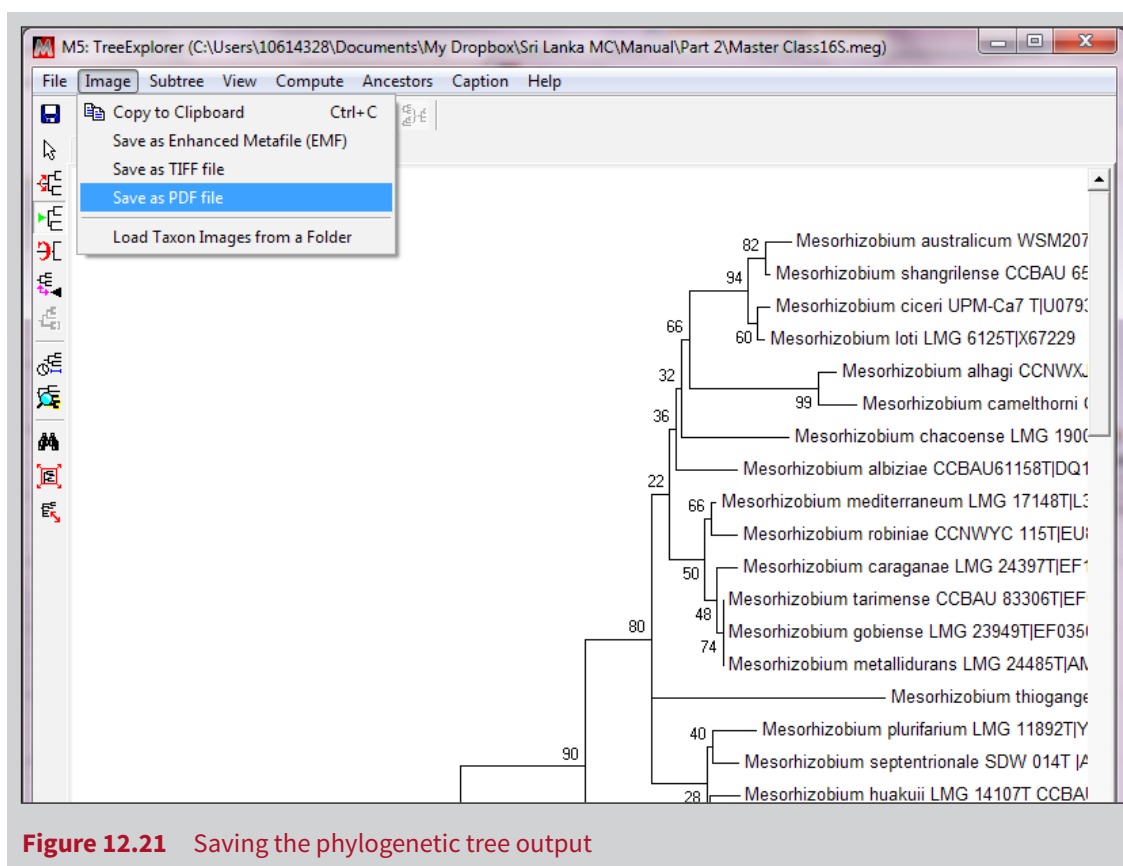 M5: TreeExplorer (C:\Users\10614328\Documents\My Dropbox\Sri Lanka MC\Manual\Part 2\Master Class16S.meg)
File Image Subtree View Compute Ancestors Caption Help
Copy to Clipboard Ctrl+C
Save as Enhanced Metafile (EMF)
Save as TIFF file
Save as PDF file
Load Taxon Images from a Folder
82 Mesorhizobium australicum WSM207
94 Mesorhizobium shangrilense CCBAU 65
Mesorhizobium ciceri UPM-Ca7 T|U0793
66
60 Mesorhizobium loti LMG 6125T|X67229
32 Mesorhizobium alhagi CCNWX
99 Mesorhizobium camelthorni
36
Mesorhizobium chacoense LMG 1900
Mesorhizobium albiziae CCBAU61158T|DQ1
22
66 Mesorhizobium mediterraneum LMG 17148T|L3
Mesorhizobium robiniae CCNWYC 115T|EU8
50 Mesorhizobium caraganae LMG 24397T|EF1
Mesorhizobium tarimense CCBAU 83306T|EF
48
80 Mesorhizobium gobiense LMG 23949T|EF0350
74
Mesorhizobium metallidurans LMG 24485T|AM
Mesorhizobium thiogange
40 Mesorhizobium plurifarium LMG 11892T|Y
90
Mesorhizobium septentrionale SDW 014T |A
28 Mesorhizobium huakuii LMG 14107T CCBAU
Figure 12.21 Saving the phylogenetic tree output